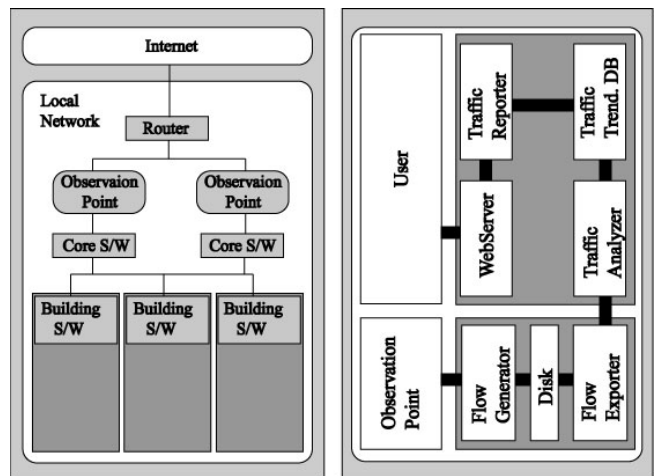 Internet
Local
Network
Router
Observaion
Point
Observaion
Point
Core S/W
Core S/W
Building
S/W
Building
S/W
Building
S/W
User
WebServer
Traffic
Reporter
Traffic
Trend. DB
Traffic
Analyzer
Observation
Point
Flow
Generator
Disk
Flow
Exporter